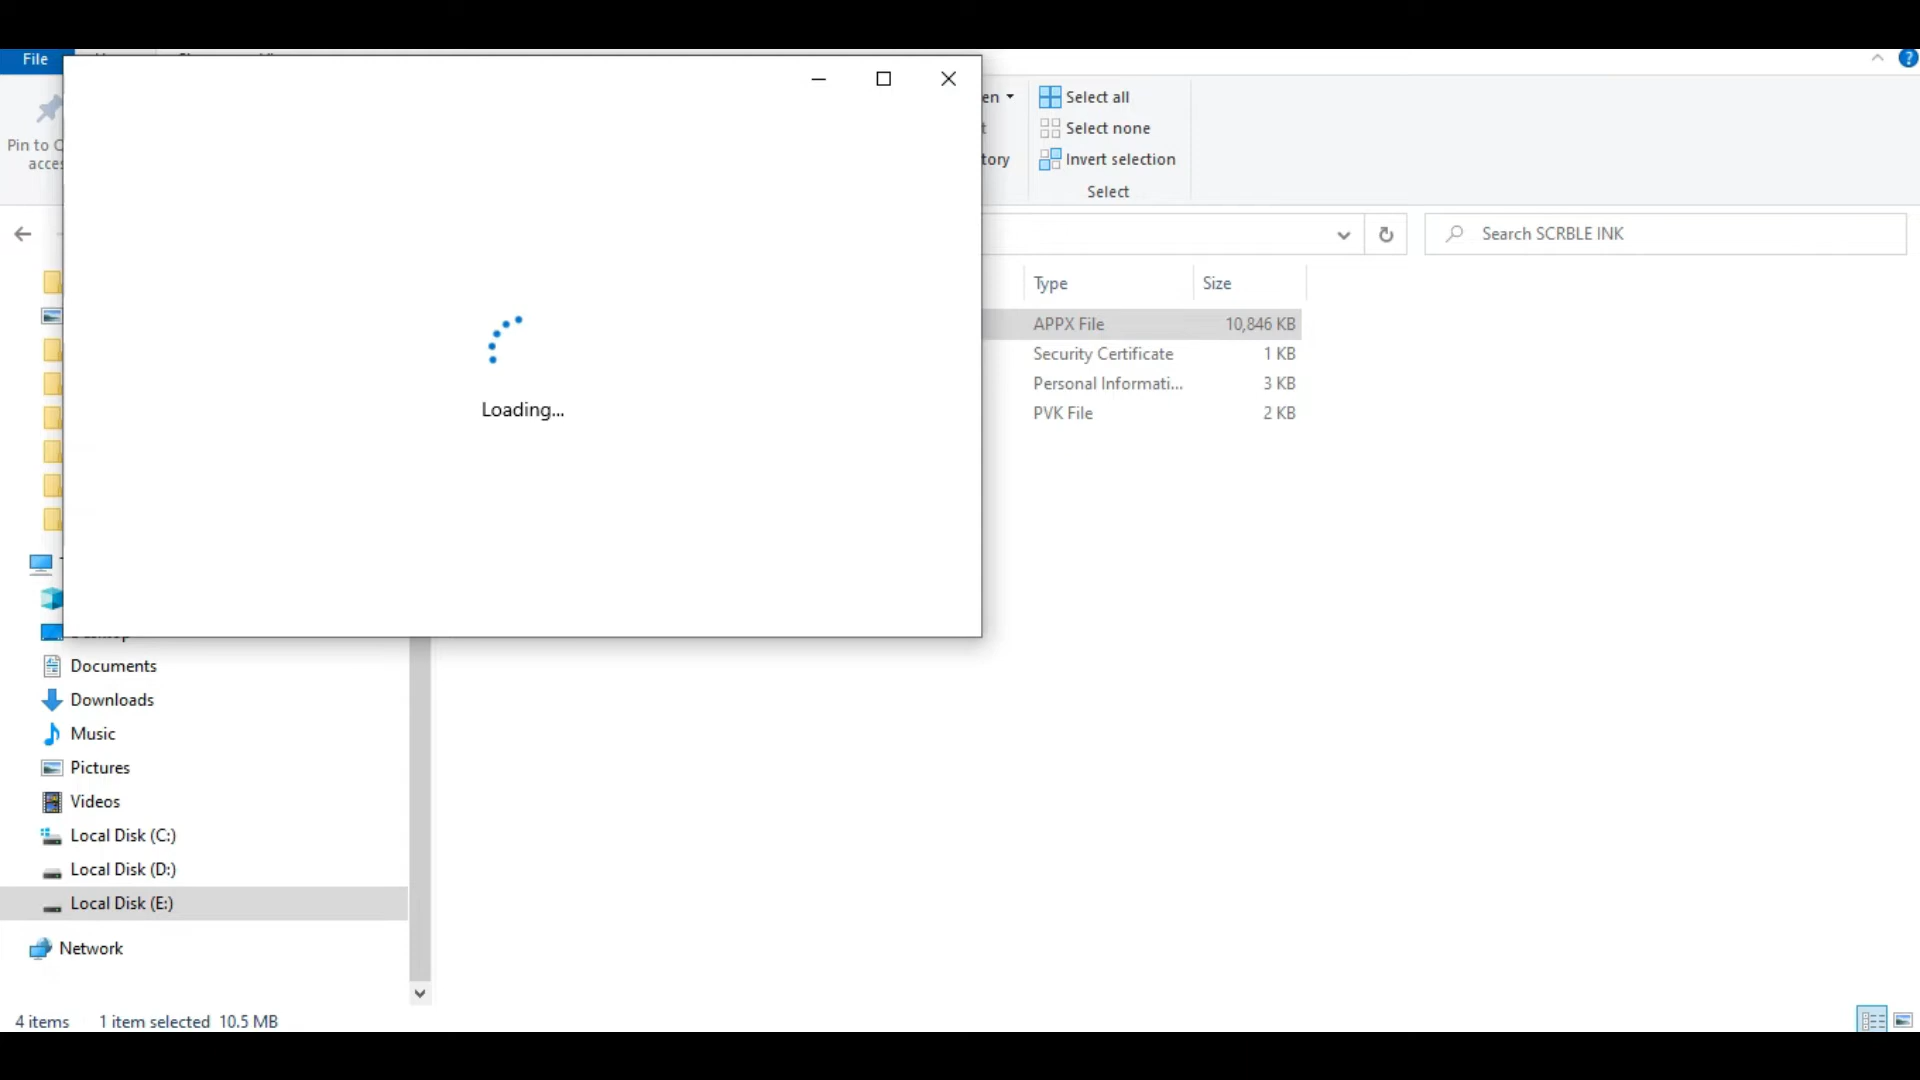 File
en
Select all
Pin to
acces
t
Select none
tory
Invert selection
Select
Search SCRBLE INK
Type
Size
APPX File
10,846 KB
Security Certificate
1 KB
Personal Informati...
3 KB
PVK File
2 KB
Loading...
Documents
Downloads
Music
Pictures
Videos
Local Disk (C:)
Local Disk (D:)
Local Disk (E:)
Network
4 items
1 item selected 10.5 MB